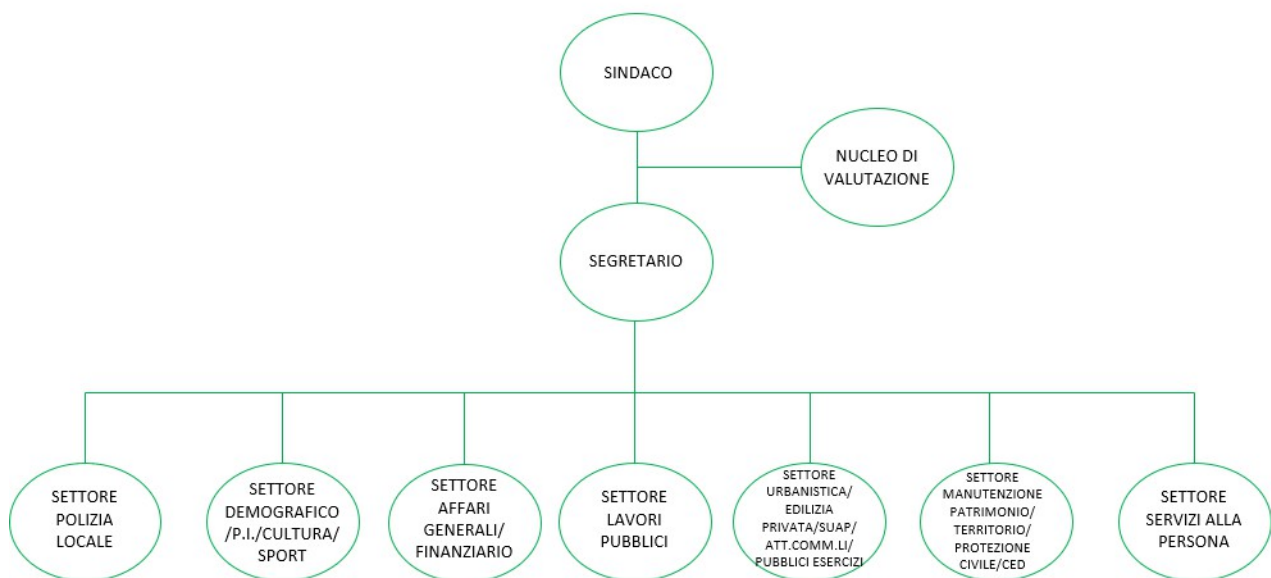 SINDACO
NUCLEO DI
VALUTAZIONE
SEGRETARIO
SETTORE
POLIZIA
LOCALE
SETTORE
DEMOGRAFICO
/P.I./CULTURA/
SPORT
SETTORE
AFFARI
GENERALI/
FINANZIARIO
SETTORE
LAVORI
PUBBLICI
SETTORE
URBANISTICA/
EDILIZIA
PRIVATA/SUAP/
ATT.COMM.LI/
PUBBLICI ESERCIZI
SETTORE
MANUTENZIONE
PATRIMONIO/
TERRITORIO/
PROTEZIONE
CIVILE/CED
SETTORE
SERVIZI ALLA
PERSONA